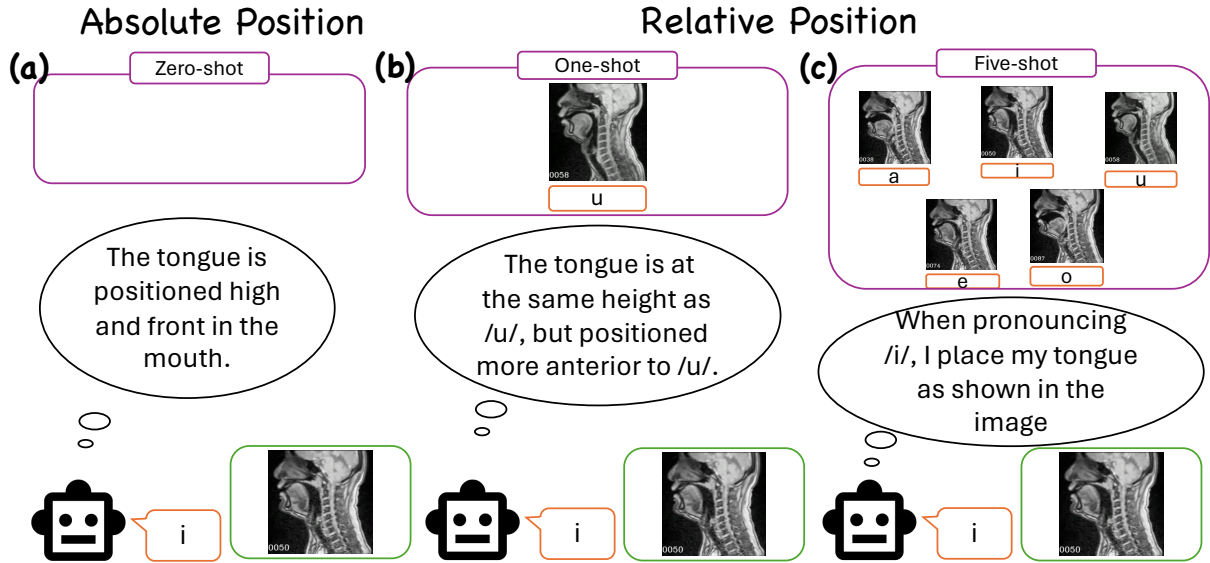 Absolute Position
Relative Position
(a)
Zero-shot
The tongue is
positioned high
and front in the
mouth.
i
0050
(b)
One-shot
0058
u
The tongue is at
the same height as
/u/, but positioned
more anterior to /u/.
i
0050
(c)
Five-shot
0038
a
0050
i
0058
u
0074
e
0087
o
When pronouncing
/i/, I place my tongue
as shown in the
image
i
0050